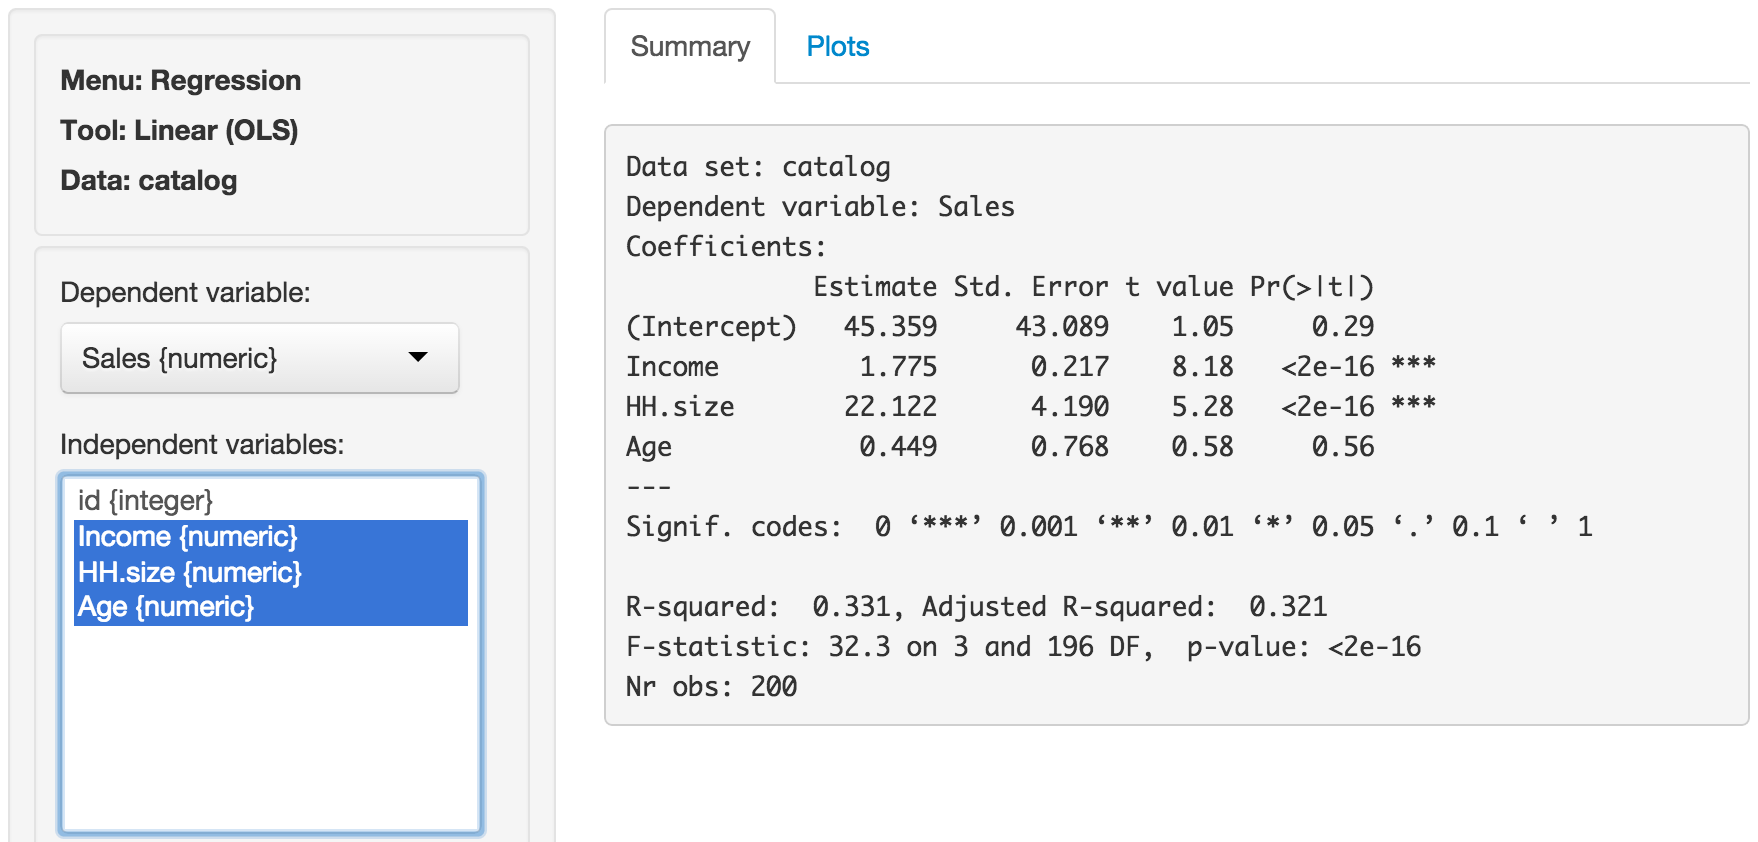 Menu: Regression
Tool: Linear (OLS)
Data: catalog
Dependent variable:
Sales {numeric}
Independent variables:
id {integer}
Income {numeric}
HH.size {numeric}
Age {numeric}
Summary
Plots
Data set: catalog
Dependent variable: Sales
Coefficients:
            Estimate Std. Error t value Pr(>|t|)
(Intercept)   45.359     43.089    1.05     0.29
Income         1.775      0.217    8.18   <2e-16 ***
HH.size       22.122      4.190    5.28   <2e-16 ***
Age            0.449      0.768    0.58     0.56
---
Signif. codes:  0 ‘***’ 0.001 ‘**’ 0.01 ‘*’ 0.05 ‘.’ 0.1 ‘ ’ 1
R-squared:  0.331, Adjusted R-squared:  0.321
F-statistic: 32.3 on 3 and 196 DF,  p-value: <2e-16
Nr obs: 200